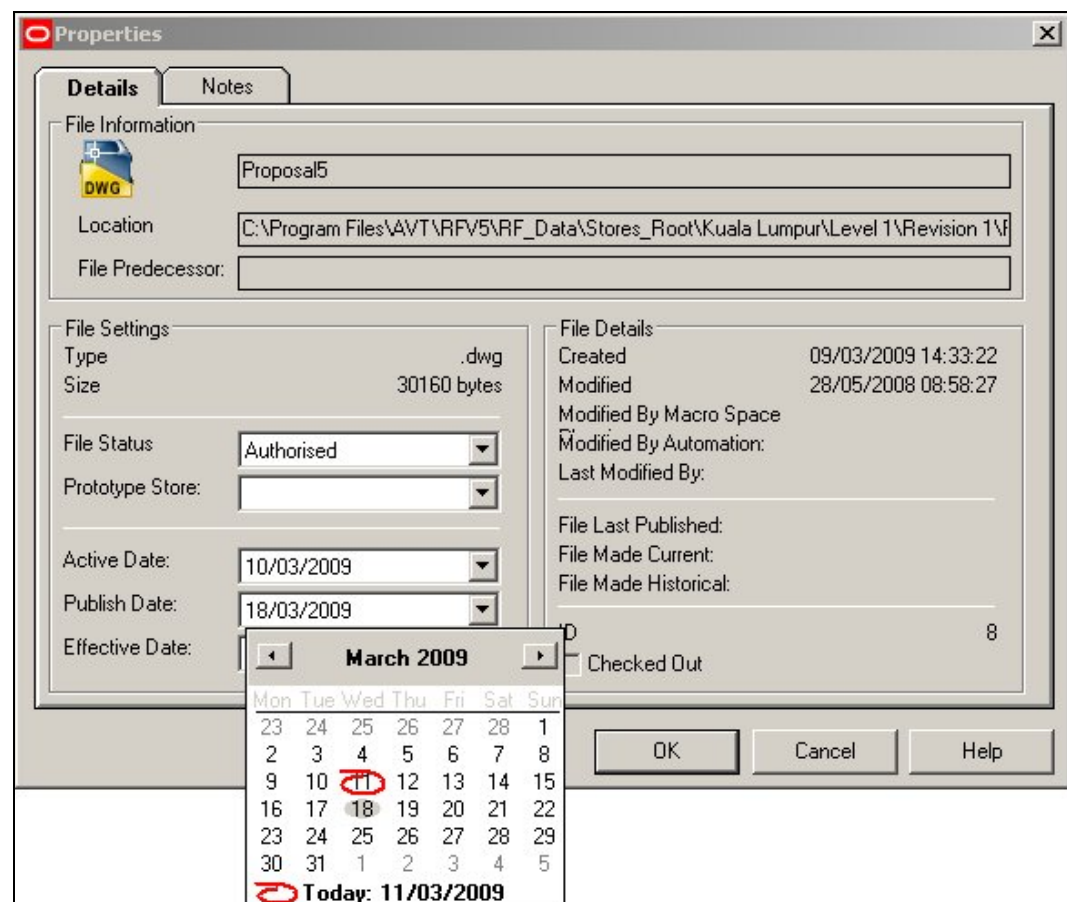 Properties
Details Notes
File Information
DWG
Proposal5
Location C:\Program Files\AVT\RFV5\RF_Data\Stores_Root\Kuala Lumpur\Level 1\Revision 1\
File Predecessor:
File Settings
Type .dwg
Size 30160 bytes
File Status Authorised
Prototype Store:
Active Date: 10/03/2009
Publish Date: 18/03/2009
Effective Date:
File Details
Created 09/03/2009 14:33:22
Modified 28/05/2008 08:58:27
Modified By Macro Space
Modified By Automation:
Last Modified By:
File Last Published:
File Made Current:
File Made Historical:
ID 8
Checked Out
March 2009
Mon Tue Wed Thu Fri Sat Sun
23 24 25 26 27 28 1
2 3 4 5 6 7 8
9 10 11 12 13 14 15
16 17 18 19 20 21 22
23 24 25 26 27 28 29
30 31 1 2 3 4 5
Today: 11/03/2009
OK Cancel Help